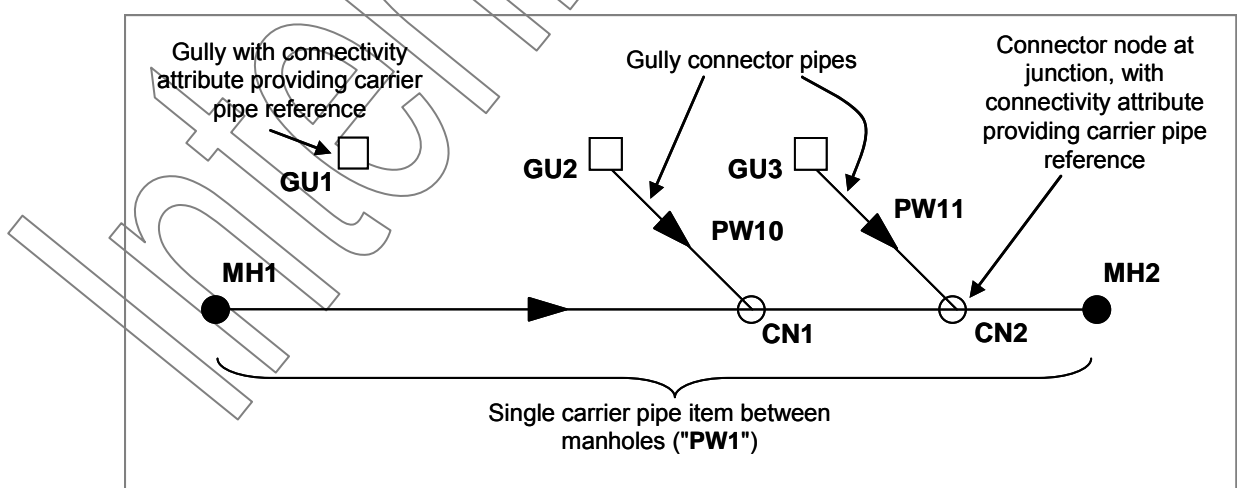 Gully with connectivity
attribute providing carrier
pipe reference
Gully connector pipes
Connector node at
junction, with
connectivity attribute
providing carrier pipe
reference
GU1
GU2
GU3
PW10
PW11
MH1
MH2
CN1
CN2
Single carrier pipe item between
manholes ("PW1")